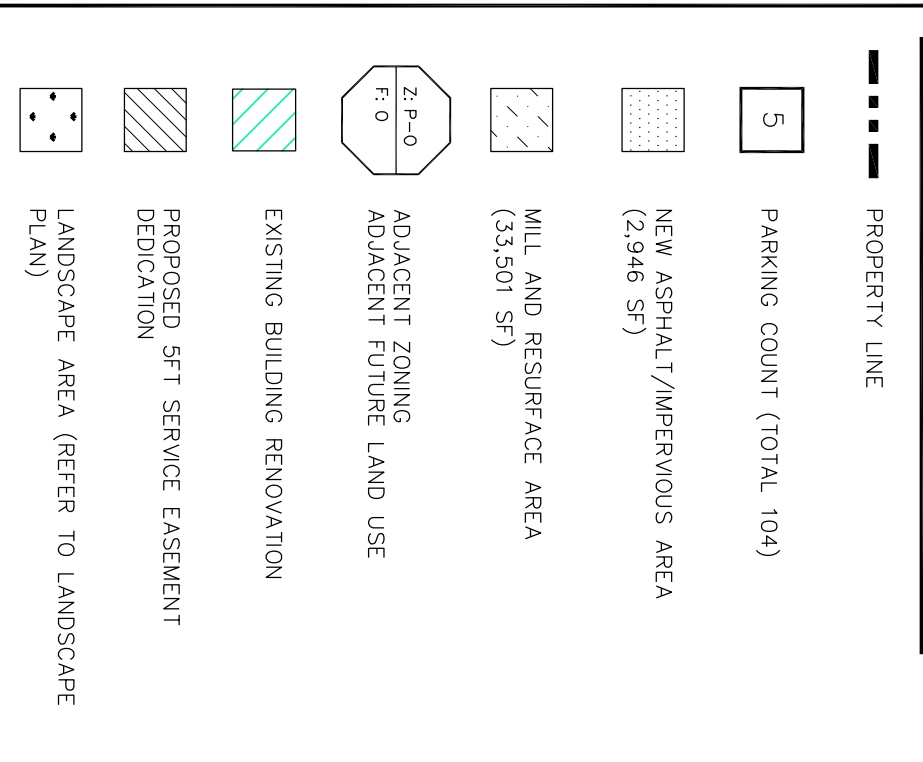 PROPERTY LINE
5
PARKING COUNT (TOTAL 104)
NEW ASPHALT/IMPERVIOUS AREA
(2,946 SF)
MILL AND RESURFACE AREA
(33,501 SF)
Z: P-O
F: O
ADJACENT ZONING
ADJACENT FUTURE LAND USE
EXISTING BUILDING RENOVATION
PROPOSED 5FT SERVICE EASEMENT
DEDICATION
LANDSCAPE AREA (REFER TO LANDSCAPE
PLAN)